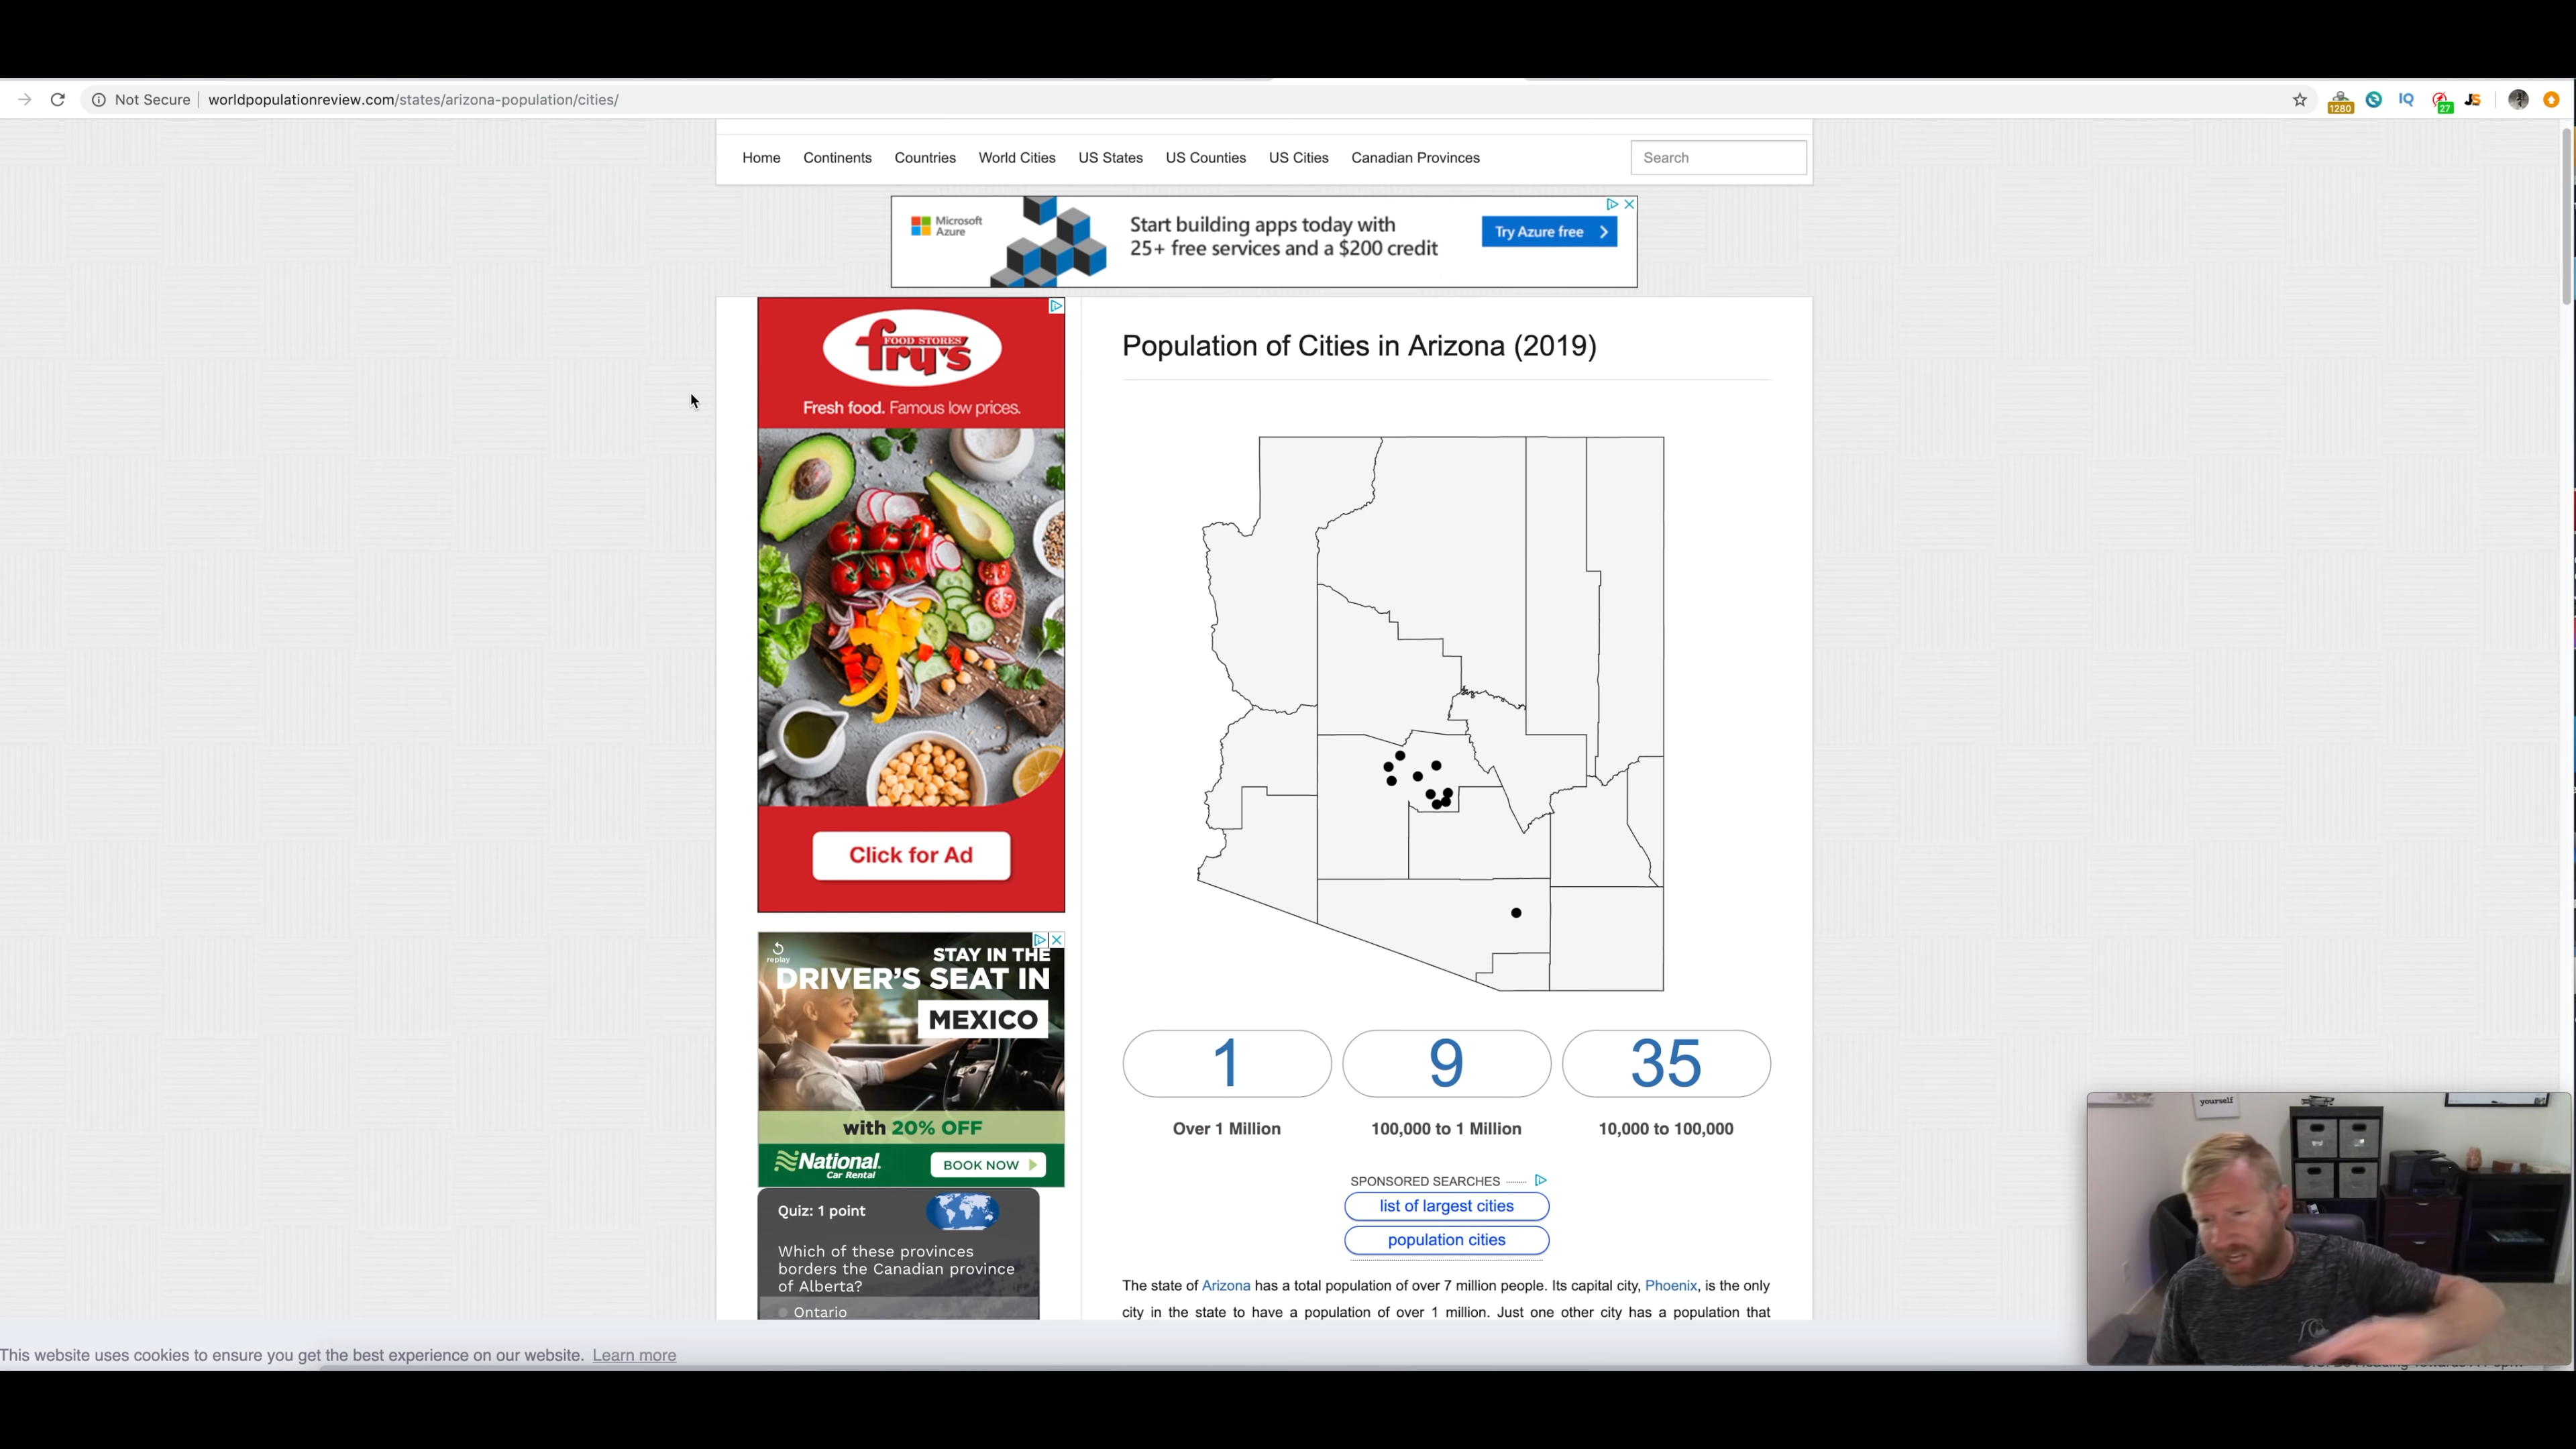 Not Secure worldpopulationreview.com/states/arizona-population/cities/
1280
IQ
27
JS
Home Continents Countries World Cities US States US Counties US Cities Canadian Provinces Search
Microsoft
Azure
Start building apps today with
25+ free services and a $200 credit
Try Azure free
fry's
FOOD STORES
Fresh food. Famous low prices.
Click for Ad
replay
STAY IN THE
DRIVER'S SEAT IN
MEXICO
with 20% OFF
National
Car Rental
BOOK NOW
Quiz: 1 point
Which of these provinces
borders the Canadian province
of Alberta?
Ontario
Population of Cities in Arizona (2019)
1 9 35
Over 1 Million 100,000 to 1 Million 10,000 to 100,000
SPONSORED SEARCHES
list of largest cities
population cities
The state of Arizona has a total population of over 7 million people. Its capital city, Phoenix, is the only
city in the state to have a population of over 1 million. Just one other city has a population that
This website uses cookies to ensure you get the best experience on our website. Learn more
yourself